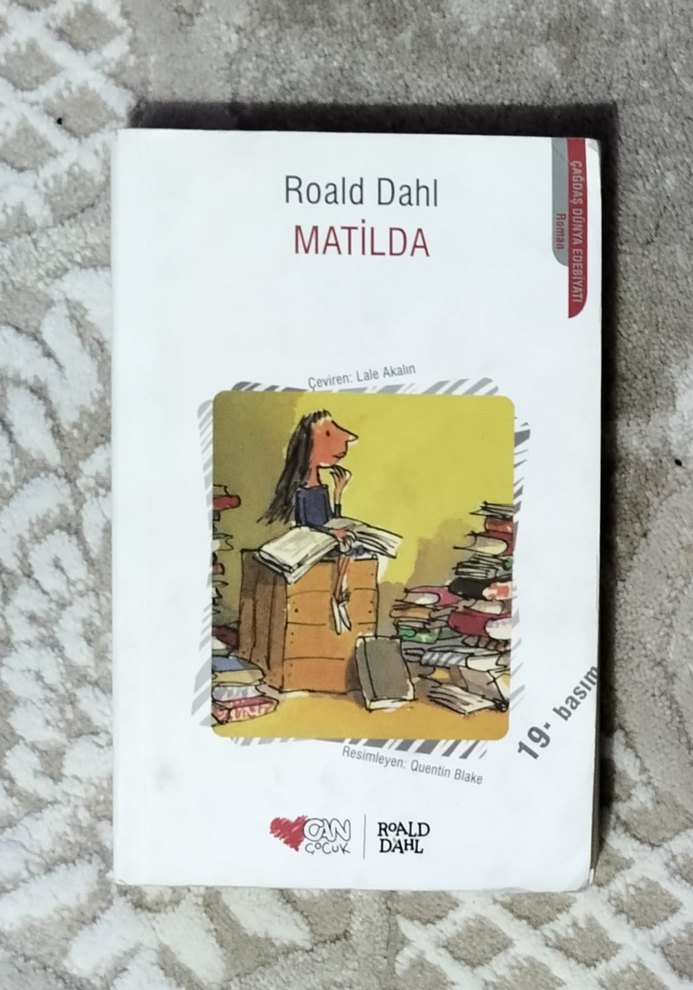 Roald Dahl
MATİLDA
ÇAĞDAŞ DÜNYA EDEBİYATI
Roman
Çeviren: Lale Akalın
19. basım
Resimleyen: Quentin Blake
CAN
ÇOCUK
ROALD
DAHL